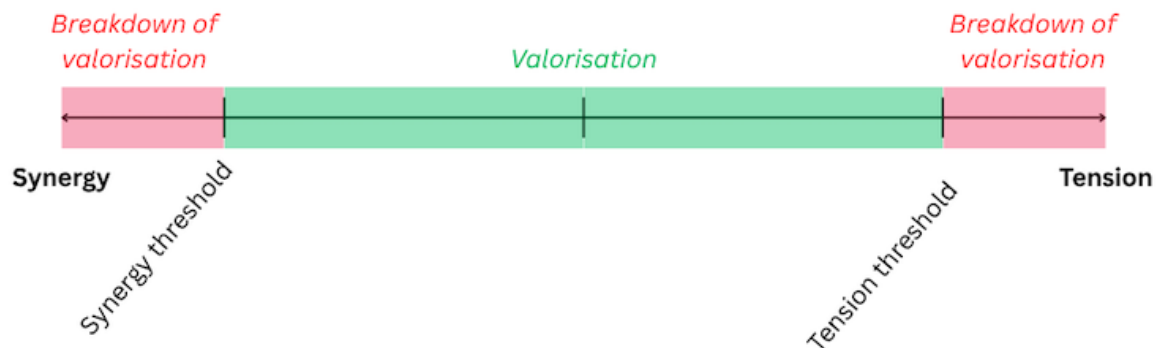 Breakdown of
valorisation
Valorisation
Breakdown of
valorisation
Synergy
Tension
Synergy threshold
Tension threshold